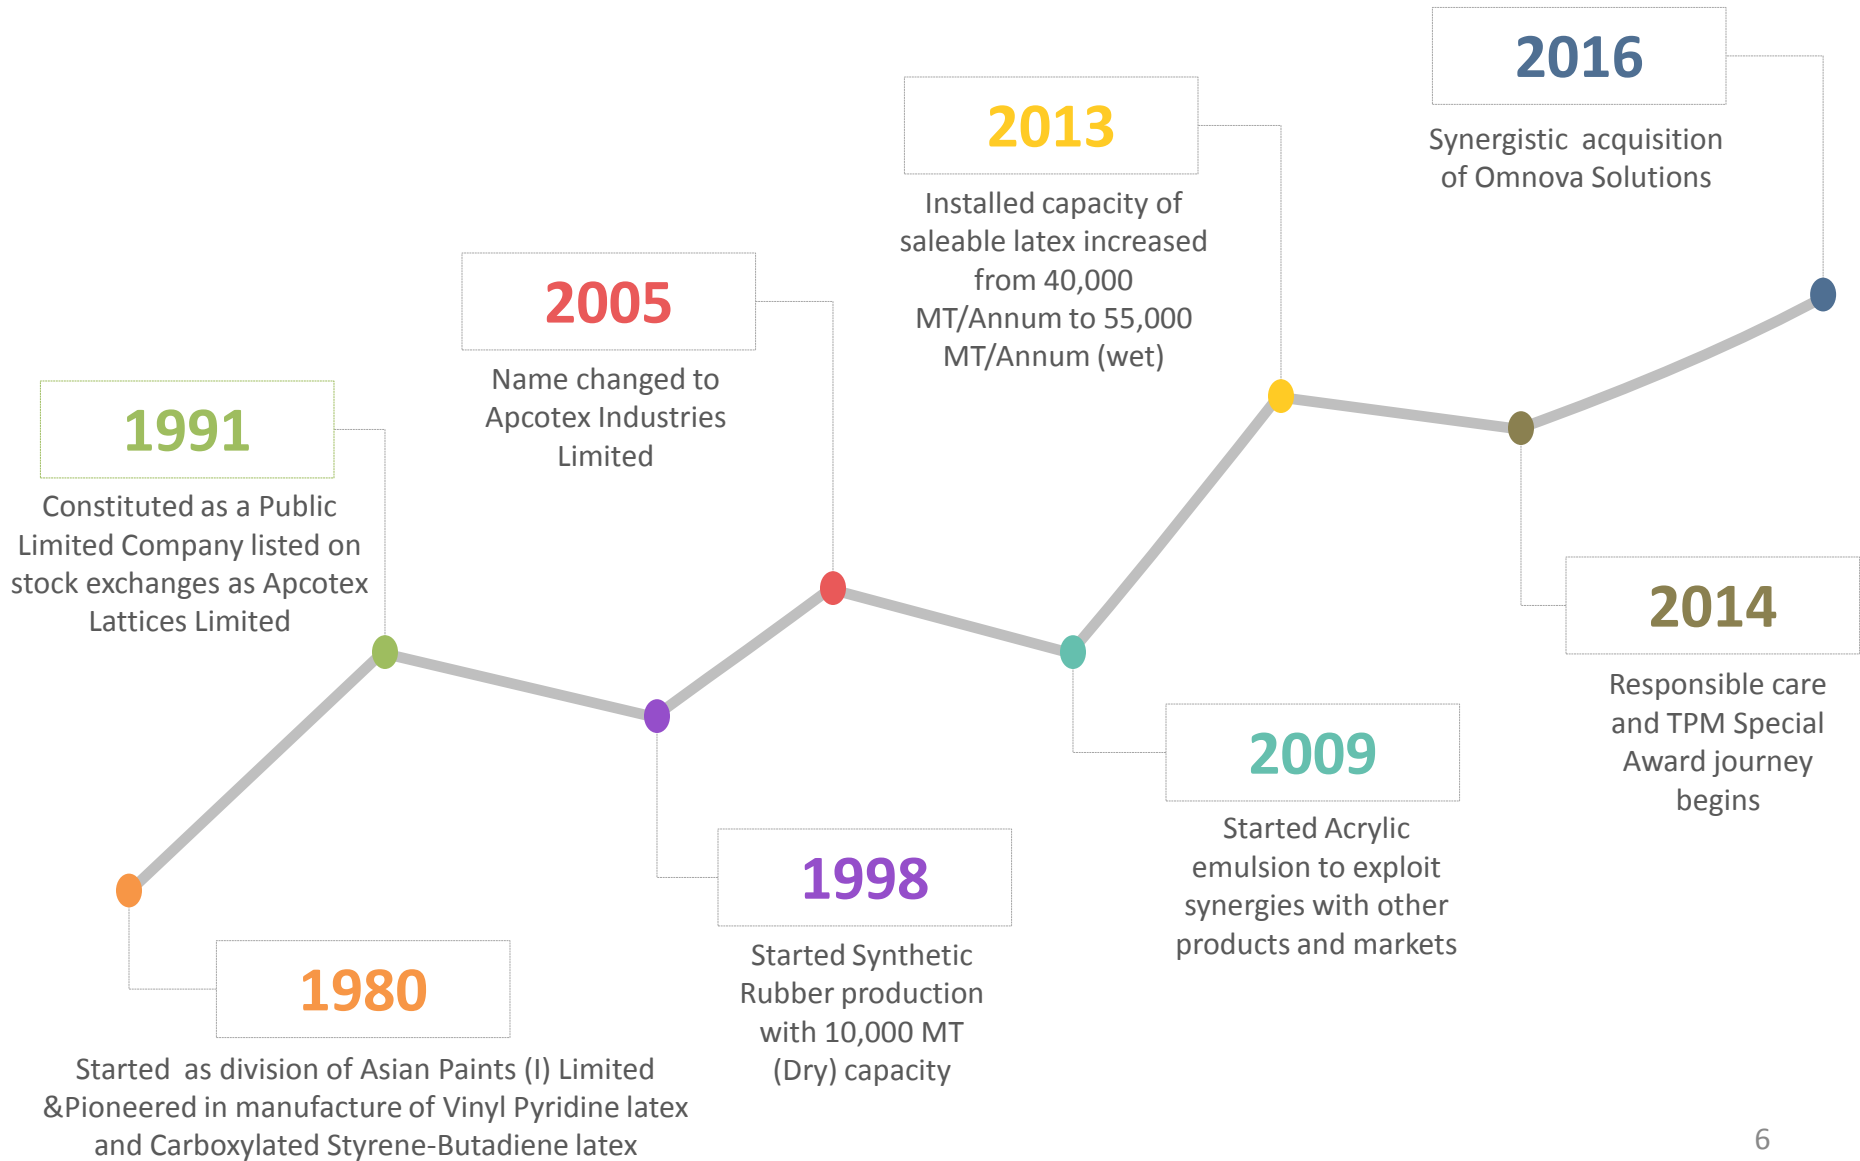 1980
Started as division of Asian Paints (I) Limited
&Pioneered in manufacture of Vinyl Pyridine latex
and Carboxylated Styrene-Butadiene latex
1991
Constituted as a Public
Limited Company listed on
stock exchanges as Apcotex
Lattices Limited
1998
Started Synthetic
Rubber production
with 10,000 MT
(Dry) capacity
2005
Name changed to
Apcotex Industries
Limited
2009
Started Acrylic
emulsion to exploit
synergies with other
products and markets
2013
Installed capacity of
saleable latex increased
from 40,000
MT/Annum to 55,000
MT/Annum (wet)
2014
Responsible care
and TPM Special
Award journey
begins
2016
Synergistic acquisition
of Omnova Solutions
6